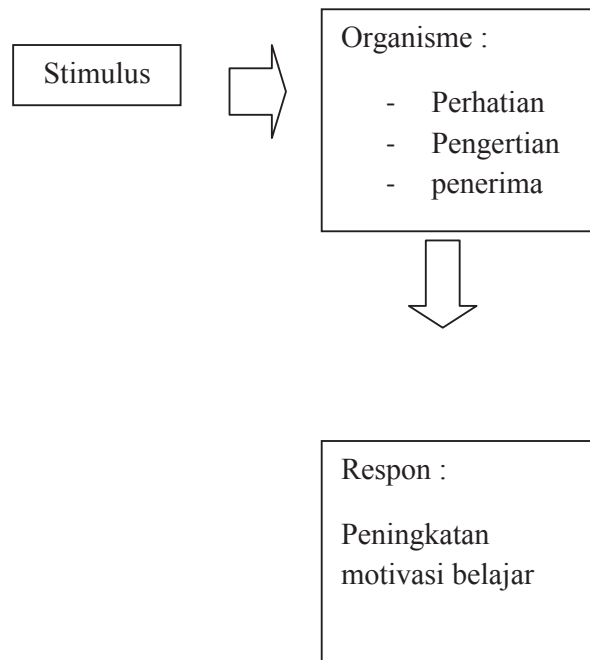 Stimulus
Organisme :
- Perhatian
- Pengertian
- penerima
Respon :
Peningkatan
motivasi belajar